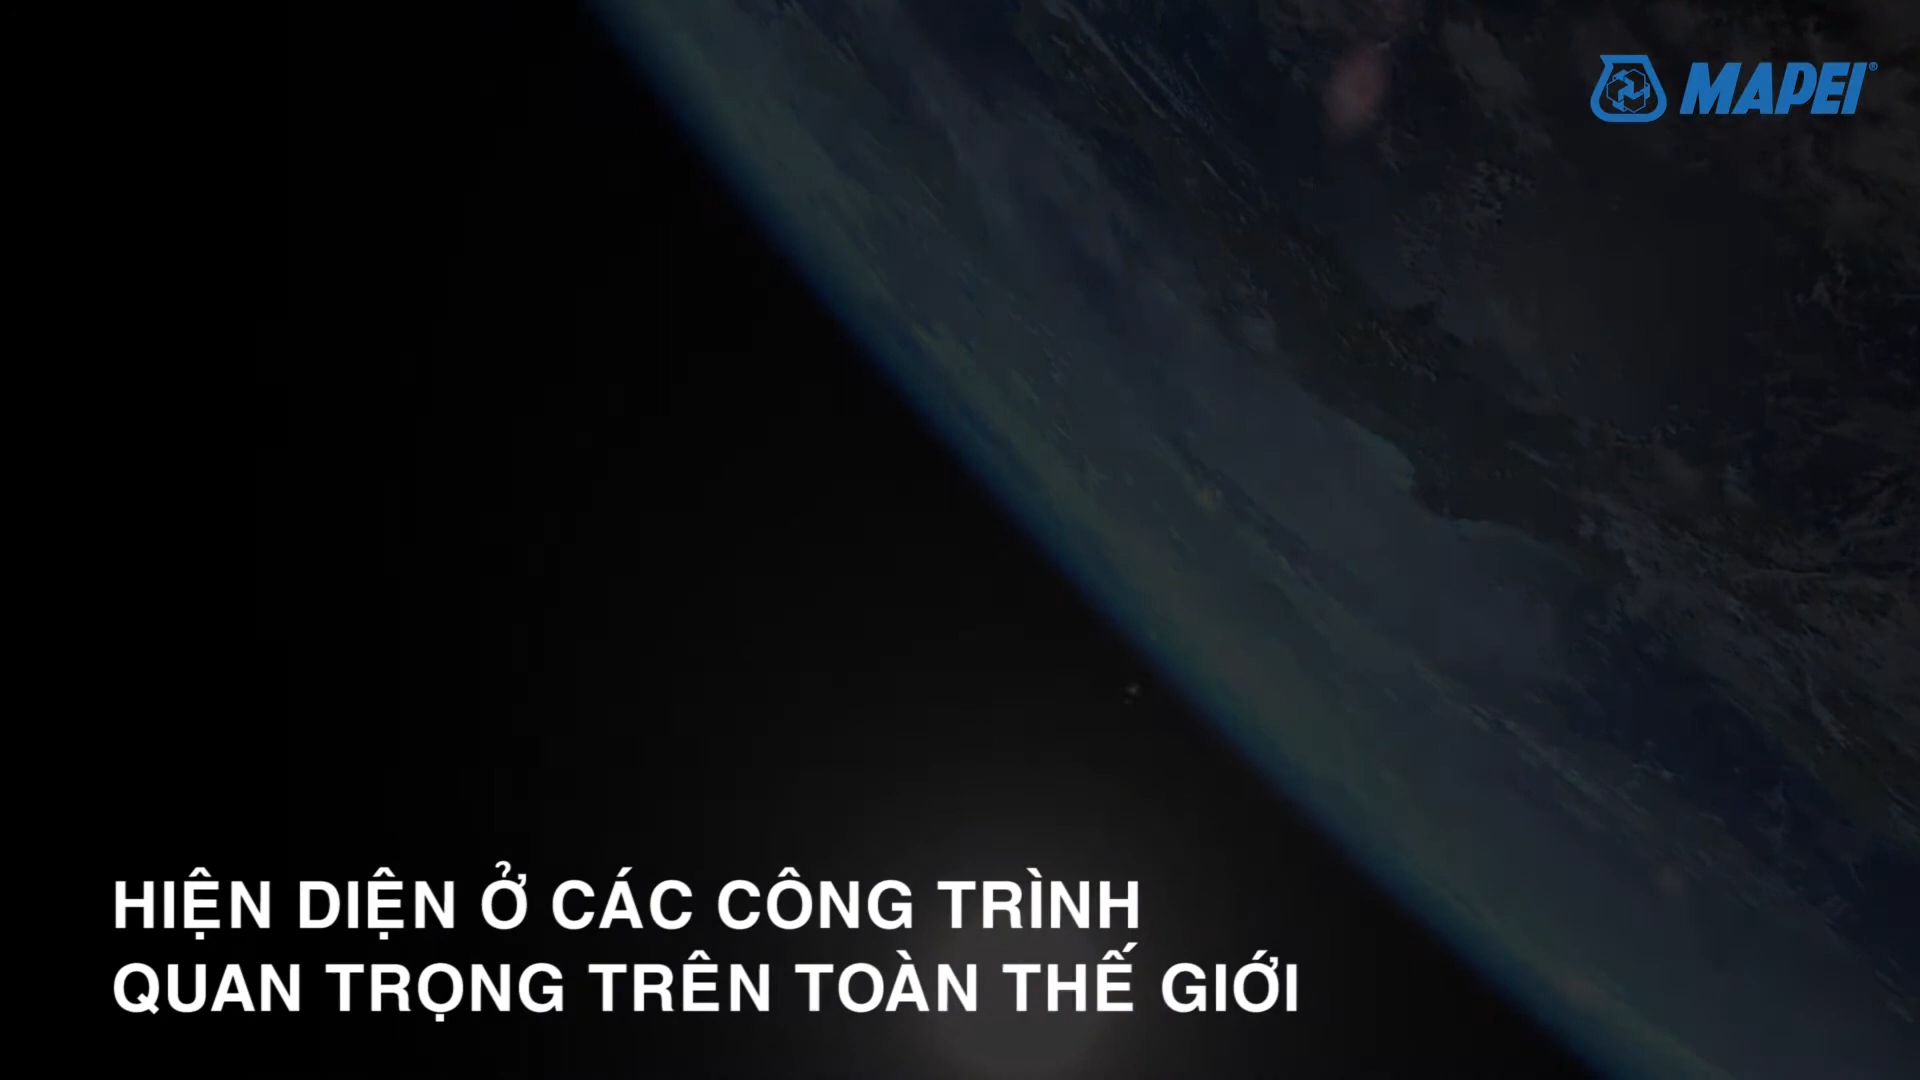 MAPEI®
HIỆN DIỆN Ở CÁC CÔNG TRÌNH
QUAN TRỌNG TRÊN TOÀN THẾ GIỚI